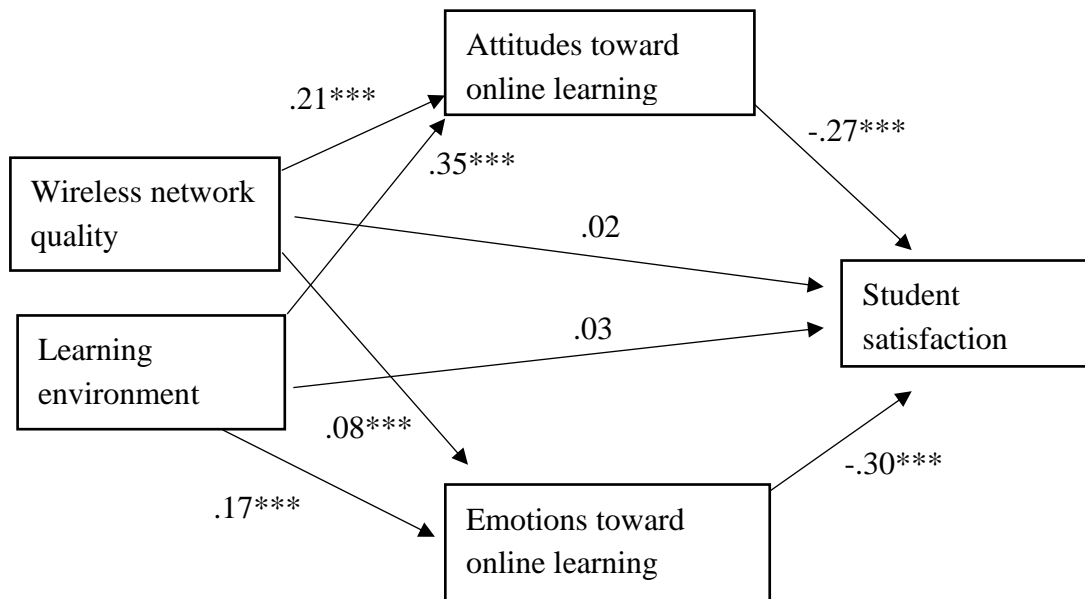 Attitudes toward
online learning
.21***
-.27***
.35***
Wireless network
quality
.02
Student
satisfaction
.03
Learning
environment
.08***
-.30***
.17***
Emotions toward
online learning